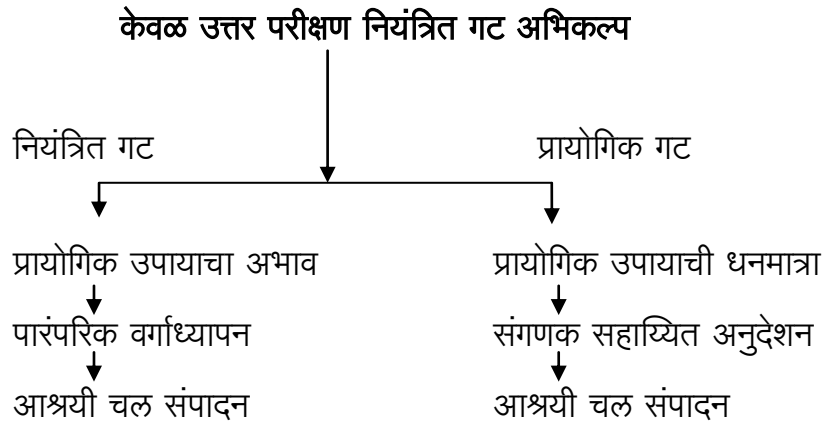 केवळ उत्तर परीक्षण नियंत्रित गट अभिकल्प
नियंत्रित गट प्रायोगिक गट
प्रायोगिक उपायाचा अभाव प्रायोगिक उपायाची धनमात्रा
पारंपरिक वर्गाध्यापन संगणक सहाय्यित अनुदेशन
आश्रयी चल संपादन आश्रयी चल संपादन